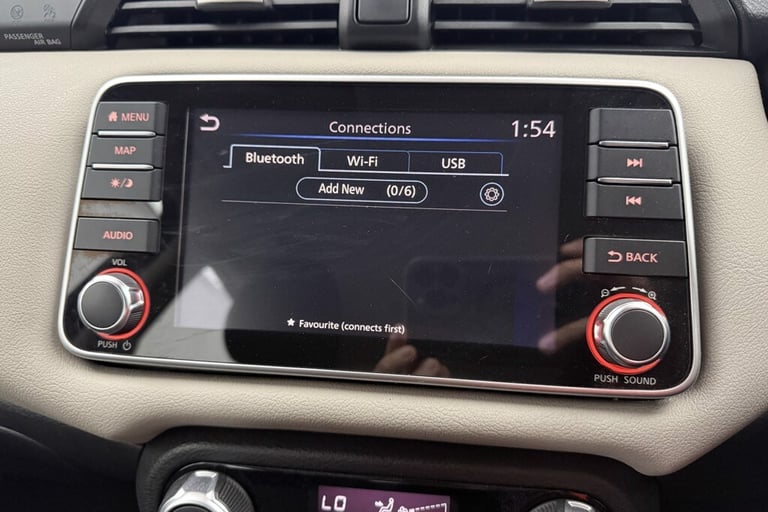 PASSENGER
AIR BAG
MENU
MAP
AUDIO
VOL
PUSH
Connections
1:54
Bluetooth
Wi-Fi
USB
Add New (0/6)
Favourite (connects first)
BACK
PUSH SOUND
LO